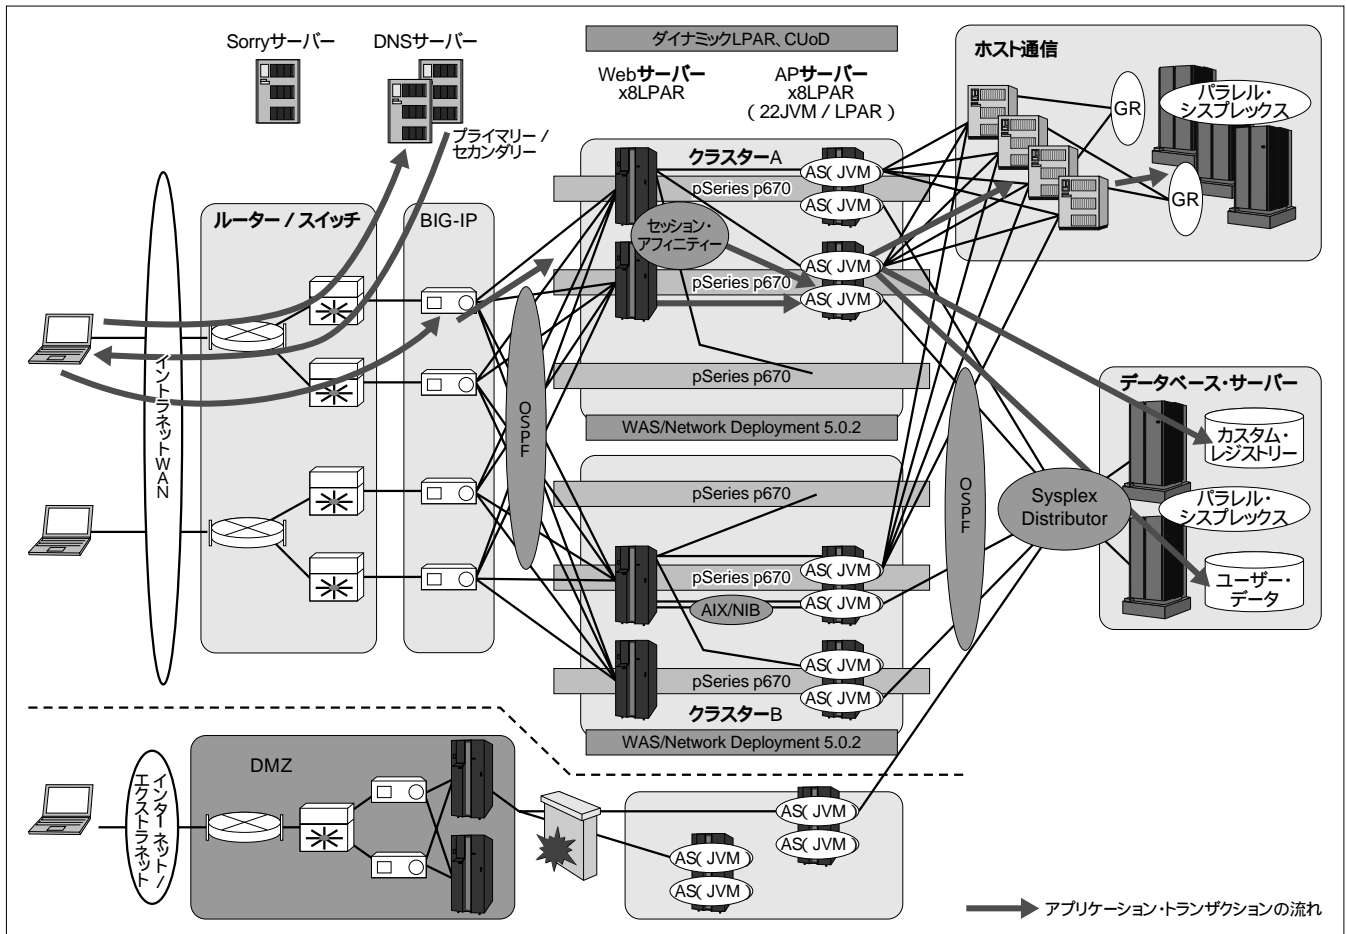 Sorryサーバー
DNSサーバー
プライマリー /
セカンダリー
ダイナミックLPAR、CUoD
Webサーバー
x8LPAR
APサーバー
x8LPAR
( 22JVM / LPAR )
ホスト通信
GR
GR
パラレル・
シスプレックス
イントラネットWAN
ルーター / スイッチ
BIG-IP
OSPF
クラスターA
pSeries p670
AS( JVM )
AS( JVM )
セッション・
アフィニティー
pSeries p670
AS( JVM )
AS( JVM )
pSeries p670
WAS/Network Deployment 5.0.2
pSeries p670
pSeries p670
AS( JVM )
AS( JVM )
AIX/NIB
pSeries p670
AS( JVM )
AS( JVM )
クラスターB
WAS/Network Deployment 5.0.2
OSPF
Sysplex
Distributor
データベース・サーバー
カスタム・
レジストリー
パラレル・
シスプレックス
ユーザー・
データ
インターネット /
エクストラネット
DMZ
AS( JVM )
AS( JVM )
AS( JVM )
AS( JVM )
アプリケーション・トランザクションの流れ